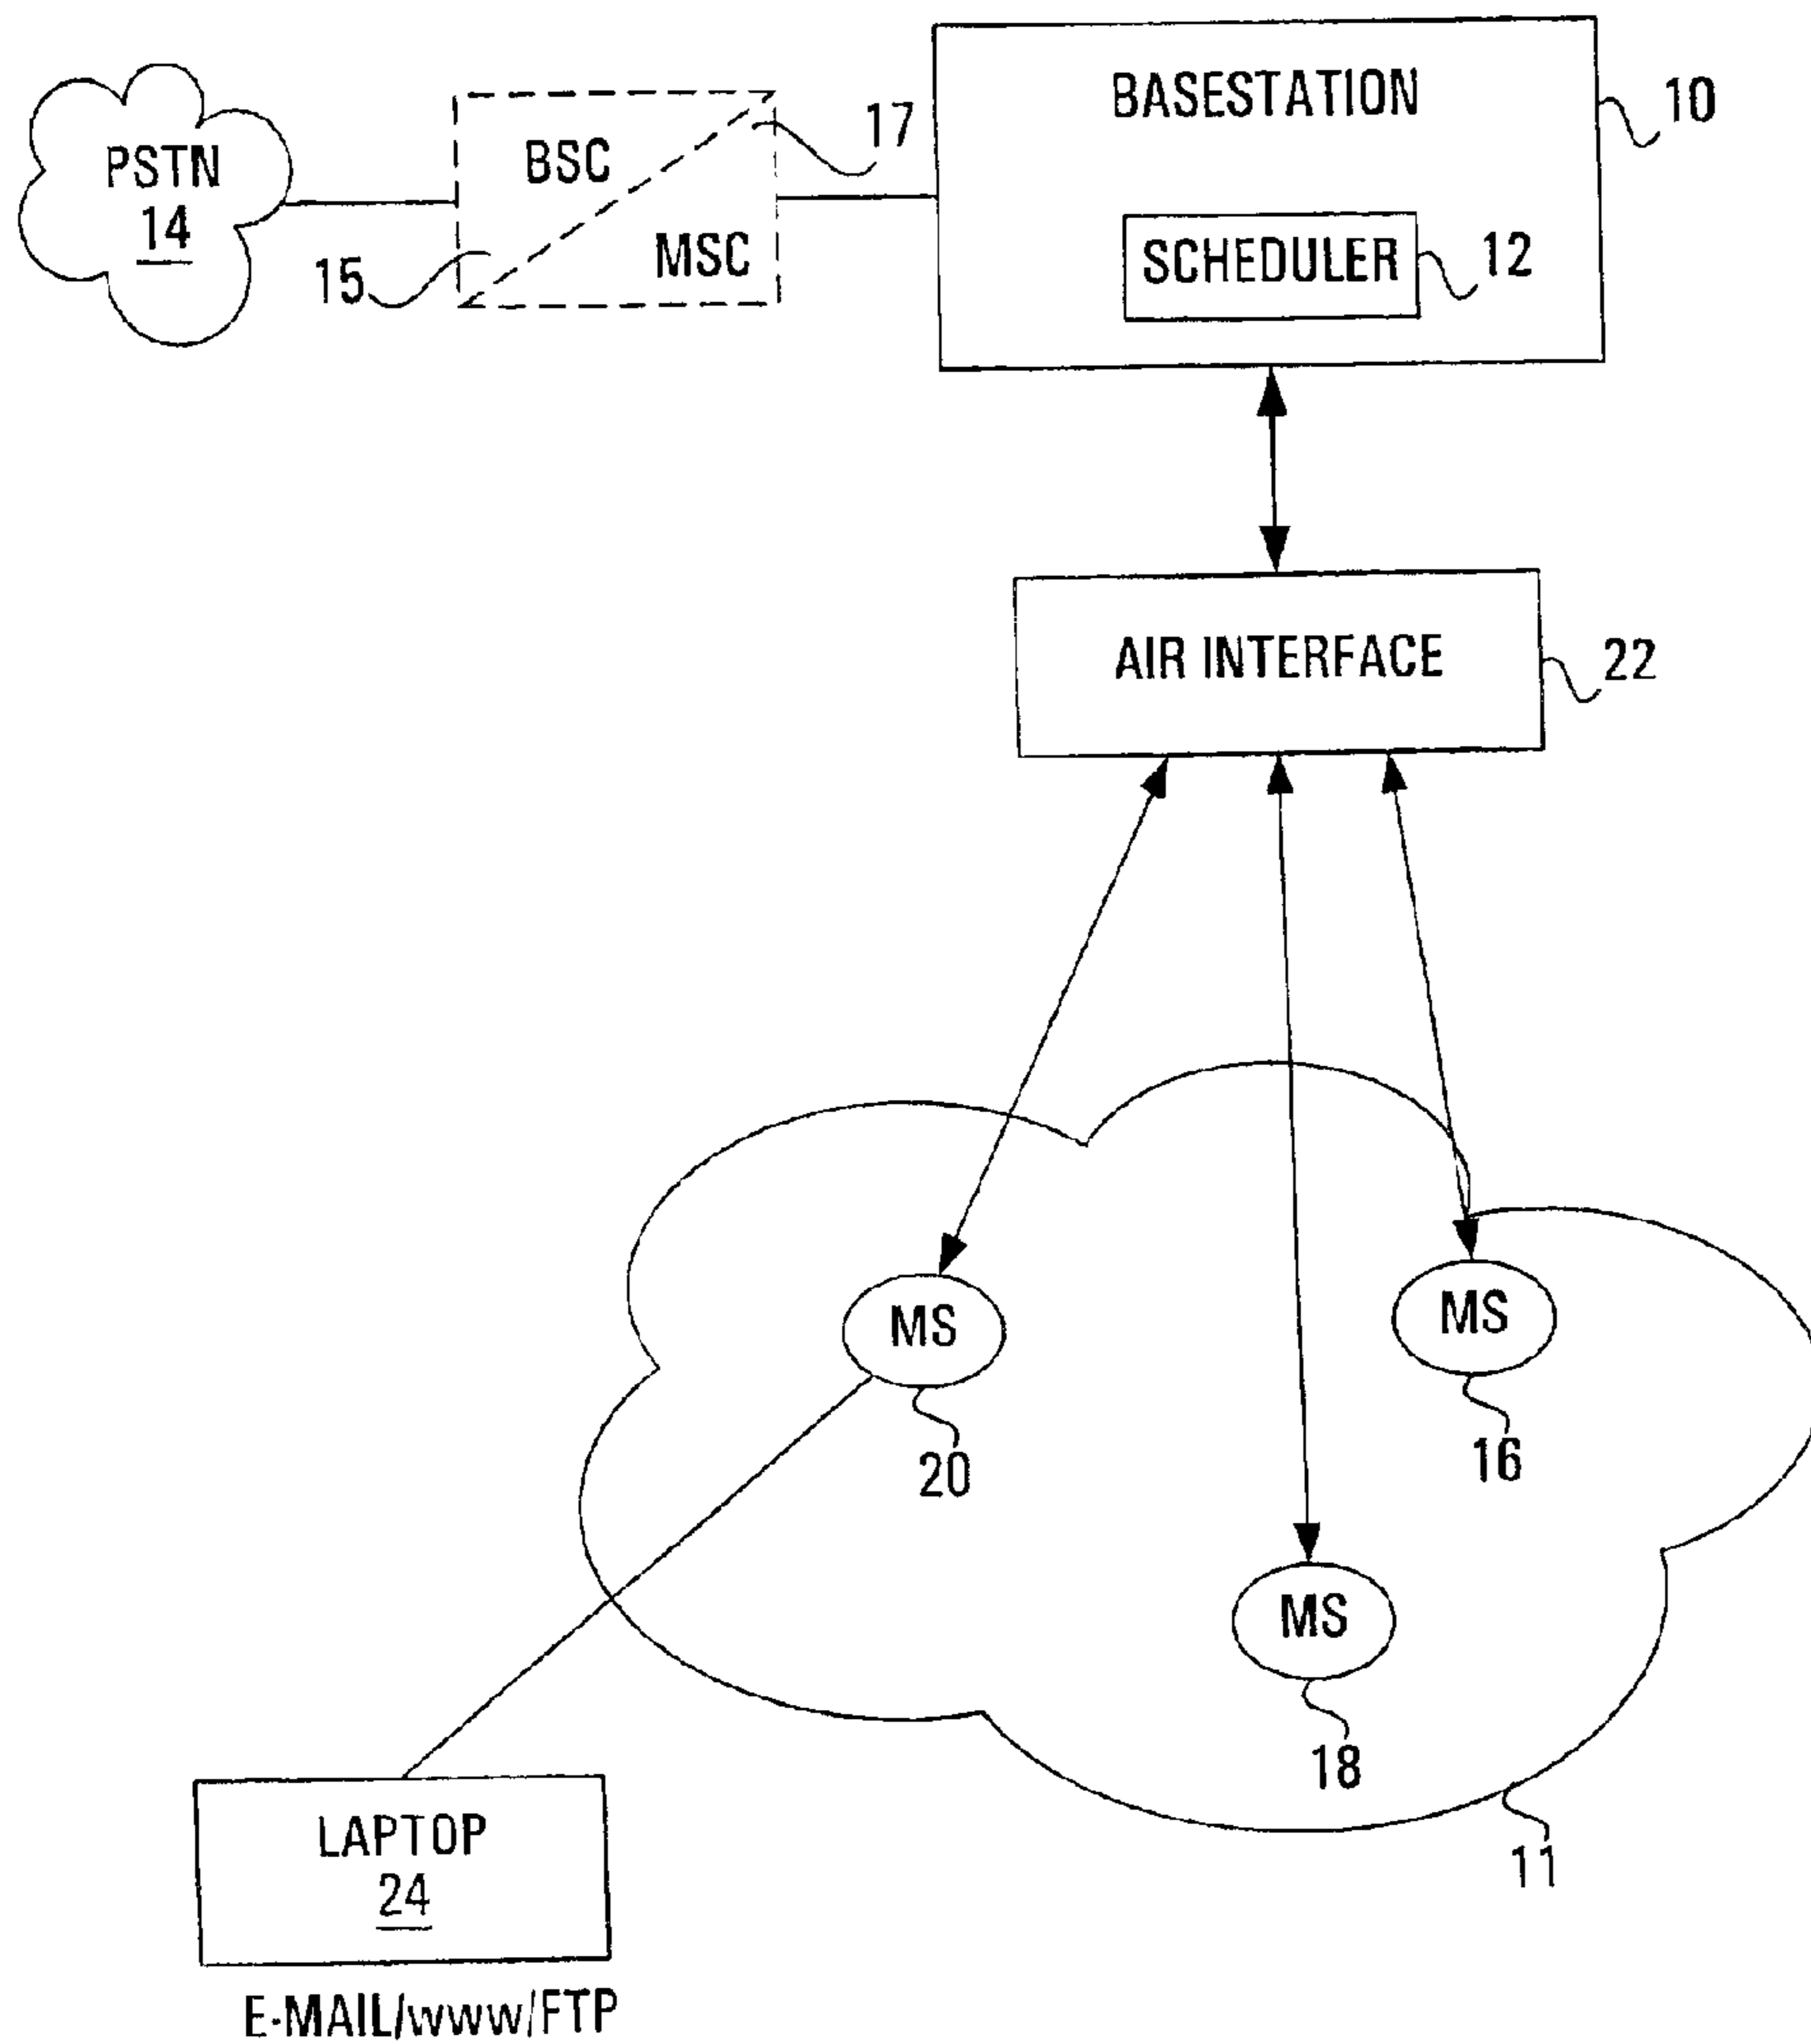 BASESTATION
10
PSTN
14
BSC
17
15
MSC
SCHEDULER
12
AIR INTERFACE
22
MS
20
MS
16
MS
18
11
LAPTOP
24
E-MAIL/www/FTP